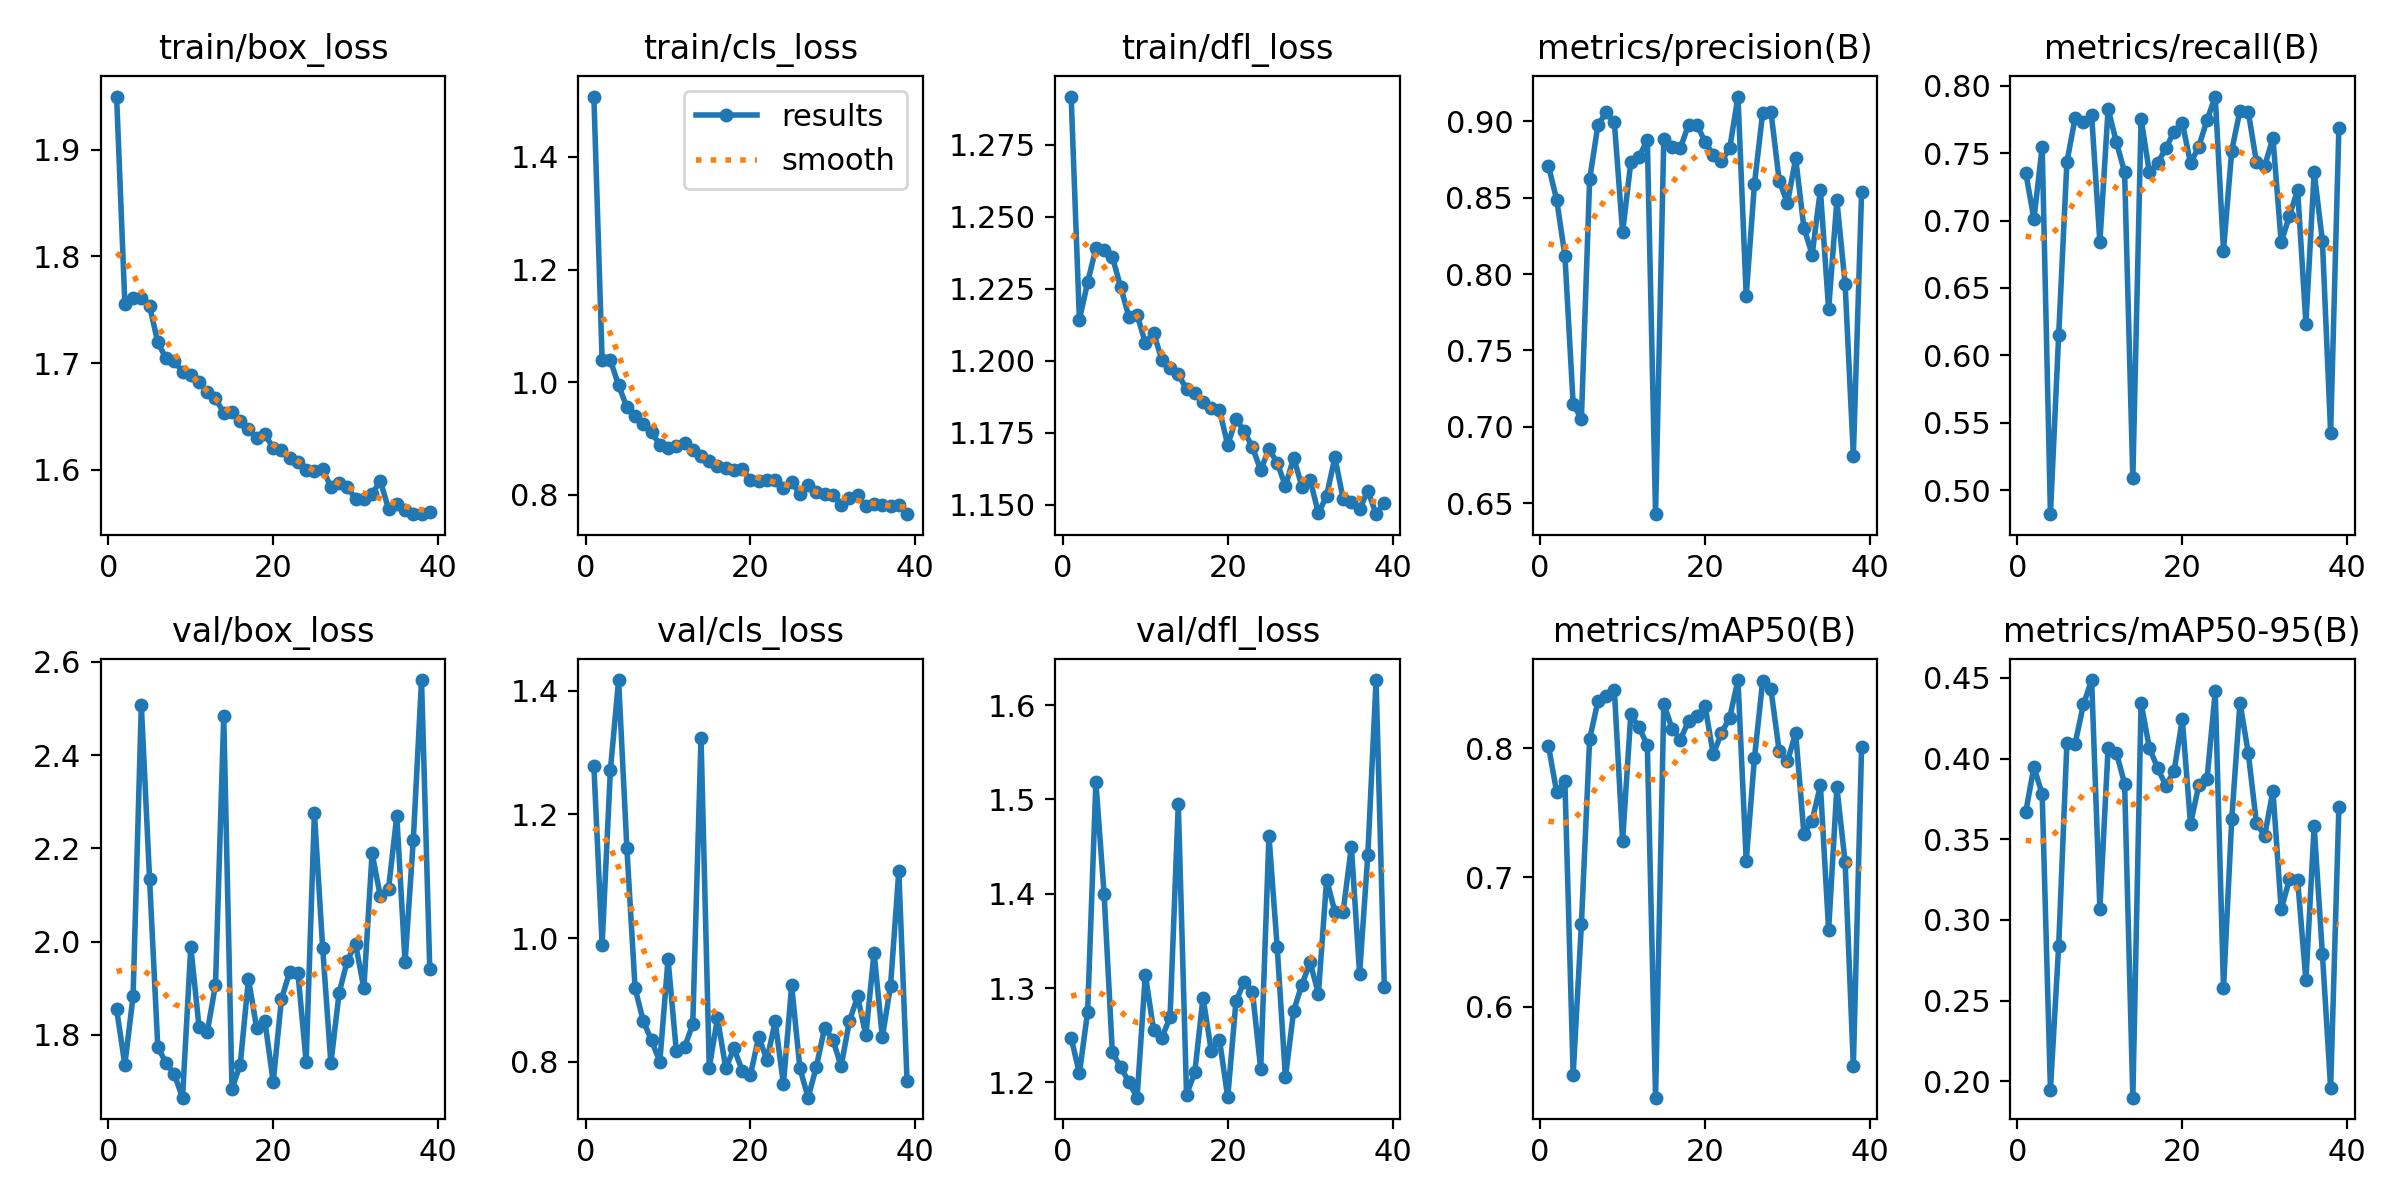 train/box_loss
1.9
1.8
1.7
1.6
0 20 40
train/cls_loss
results
smooth
1.4
1.2
1.0
0.8
0 20 40
train/dfl_loss
1.275
1.250
1.225
1.200
1.175
1.150
0 20 40
metrics/precision(B)
0.90
0.85
0.80
0.75
0.70
0.65
0 20 40
metrics/recall(B)
0.80
0.75
0.70
0.65
0.60
0.55
0.50
0 20 40
val/box_loss
2.6
2.4
2.2
2.0
1.8
0 20 40
val/cls_loss
1.4
1.2
1.0
0.8
0 20 40
val/dfl_loss
1.6
1.5
1.4
1.3
1.2
0 20 40
metrics/mAP50(B)
0.8
0.7
0.6
0 20 40
metrics/mAP50-95(B)
0.45
0.40
0.35
0.30
0.25
0.20
0 20 40